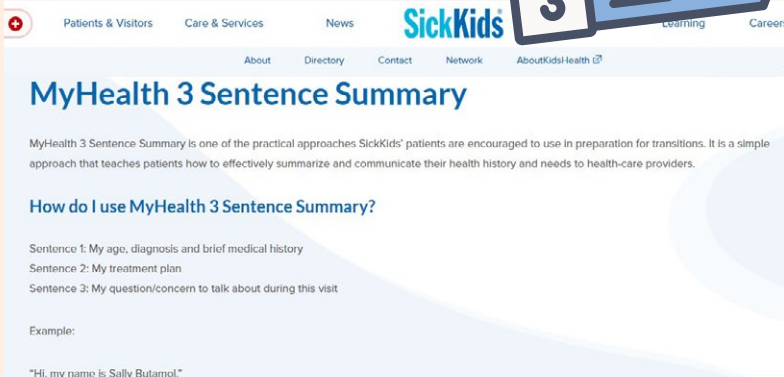 Patients & Visitors Care & Services News SickKids Learning Careers
3
About Directory Contact Network AboutKidsHealth
MyHealth 3 Sentence Summary
MyHealth 3 Sentence Summary is one of the practical approaches SickKids' patients are encouraged to use in preparation for transitions. It is a simple
approach that teaches patients how to effectively summarize and communicate their health history and needs to health-care providers.
How do I use MyHealth 3 Sentence Summary?
Sentence 1: My age, diagnosis and brief medical history
Sentence 2: My treatment plan
Sentence 3: My question/concern to talk about during this visit
Example:
"Hi, my name is Sally Butamol."